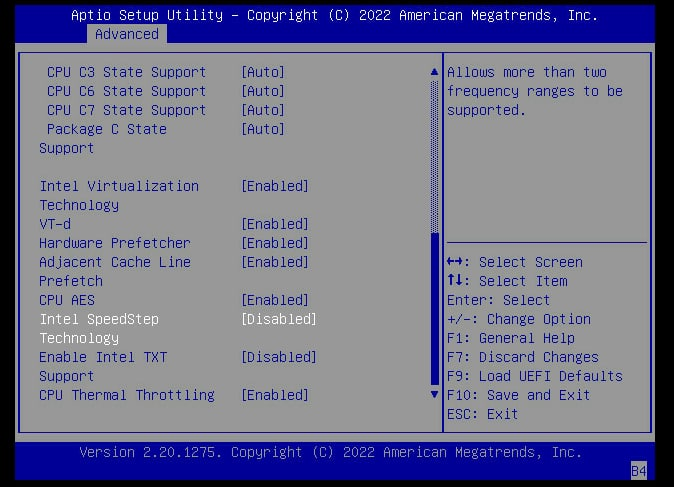 Aptio Setup Utility – Copyright (C) 2022 American Megatrends, Inc.
Advanced
CPU C3 State Support [Auto]
CPU C6 State Support [Auto]
CPU C7 State Support [Auto]
Package C State [Auto]
Support
Intel Virtualization [Enabled]
Technology
VT-d [Enabled]
Hardware Prefetcher [Enabled]
Adjacent Cache Line [Enabled]
Prefetch
CPU AES [Enabled]
Intel SpeedStep [Disabled]
Technology
Enable Intel TXT [Disabled]
Support
CPU Thermal Throttling [Enabled]
Allows more than two
frequency ranges to be
supported.
↔: Select Screen
↑↓: Select Item
Enter: Select
+/-: Change Option
F1: General Help
F7: Discard Changes
F9: Load UEFI Defaults
F10: Save and Exit
ESC: Exit
Version 2.20.1275. Copyright (C) 2022 American Megatrends, Inc.
B4